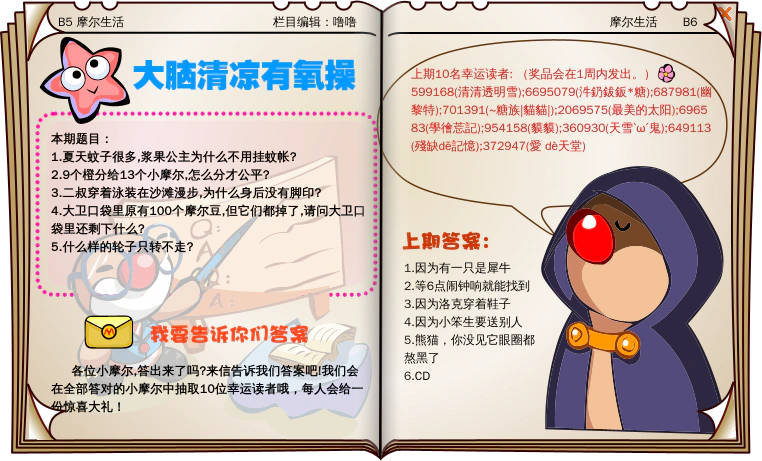 B5 摩尔生活
栏目编辑：噜噜
大脑清凉有氧操
本期题目：
1.夏天蚊子很多,浆果公主为什么不用挂蚊帐?
2.9个橙分给13个小摩尔,怎么分才公平?
3.二叔穿着泳装在沙滩漫步,为什么身后没有脚印?
4.大卫口袋里原有100个摩尔豆,但它们都掉了,请问大卫口
袋里还剩下什么?
5.什么样的轮子只转不走?
我要告诉你们答案
各位小摩尔,答出来了吗?来信告诉我们答案吧!我们会
在全部答对的小摩尔中抽取10位幸运读者哦，每人会给一
份惊喜大礼！
摩尔生活 B6
上期10名幸运读者: （奖品会在1周内发出。）
599168(清清透明雪);6695079(汼釢鈸鈑*糖);687981(幽
黎特);701391(~糖族|貓貓|);2069575(最美的太阳);6965
83(學徻莣記);954158(貘貘);360930(天雪`ω´鬼);649113
(殘缺dē記憶);372947(愛 dè天堂)
上期答案:
1.因为有一只是犀牛
2.等6点闹钟响就能找到
3.因为洛克穿着鞋子
4.因为小笨生要送别人
5.熊猫，你没见它眼圈都
熬黑了
6.CD